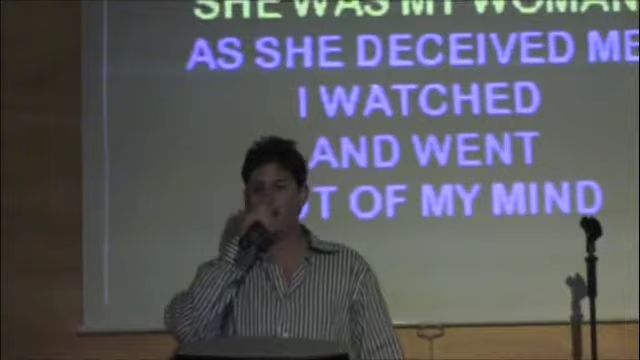 SHE WAS MY WOMAN
AS SHE DECEIVED ME
I WATCHED
AND WENT
OF MY MIND